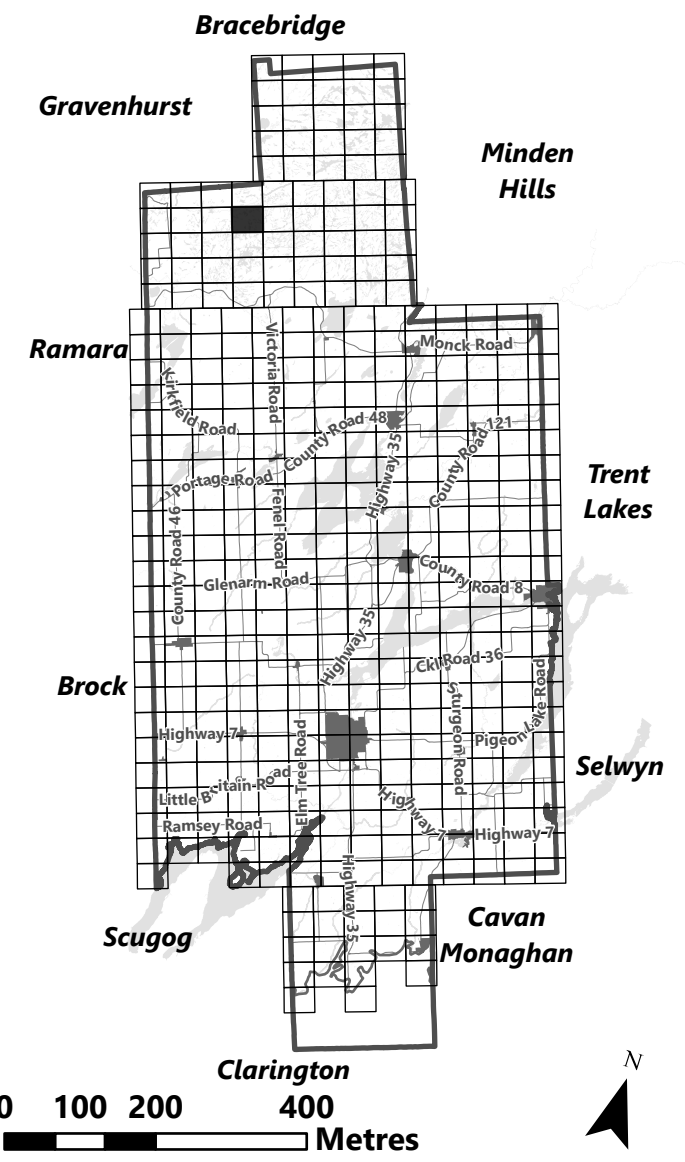 Bracebridge
Gravenhurst
Minden
Hills
Ramara
Monck Road
Victoria Road
Kirkfield Road
County Road 48
County Road 121
Highway 35
Portage Road
Trent
Lakes
Fenel Road
County Road 46
Glenarm Road
County Road 8
Highway 35
Ckl Road 36
Brock
Sturgeon Road
Pigeon Lake Road
Highway 7
Elm Tree Road
Selwyn
Little Britain Road
Highway 7
Ramsey Road
Highway 7
Highway 35
Scugog
Cavan
Monaghan
Clarington
N
0 100 200 400
Metres